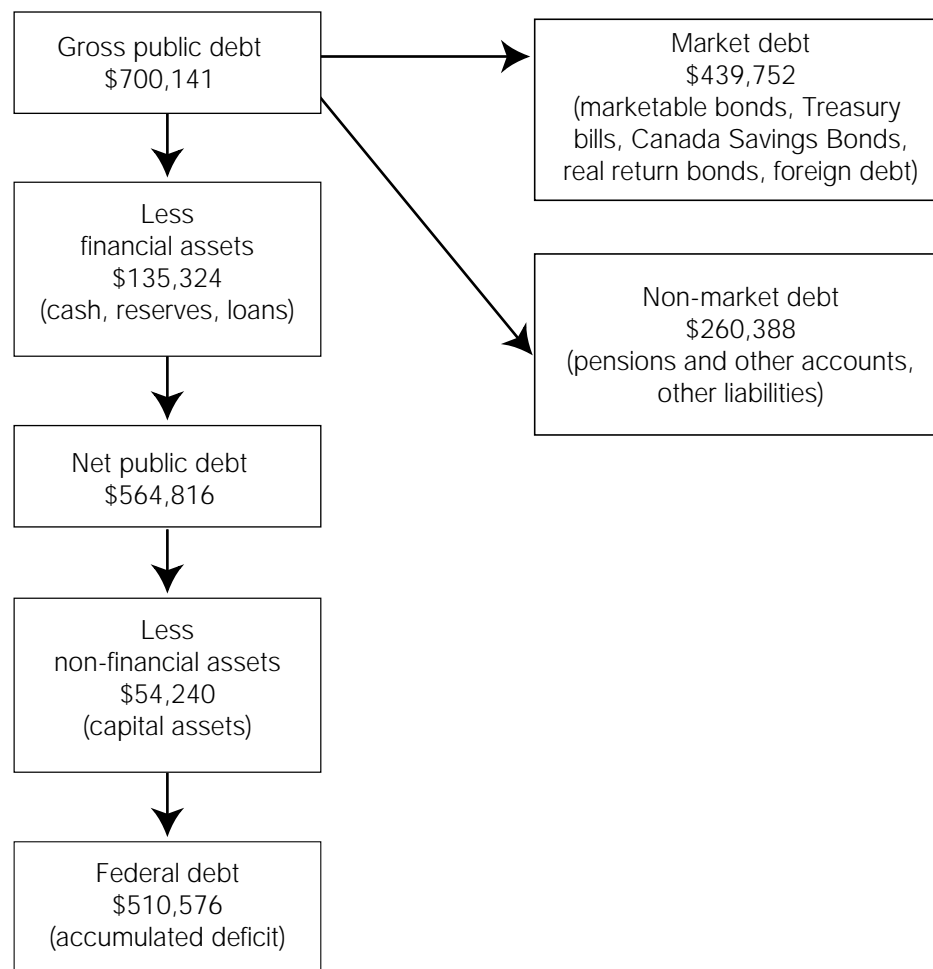 Gross public debt
$700,141
Market debt
$439,752
(marketable bonds, Treasury
bills, Canada Savings Bonds,
real return bonds, foreign debt)
Less
financial assets
$135,324
(cash, reserves, loans)
Non-market debt
$260,388
(pensions and other accounts,
other liabilities)
Net public debt
$564,816
Less
non-financial assets
$54,240
(capital assets)
Federal debt
$510,576
(accumulated deficit)